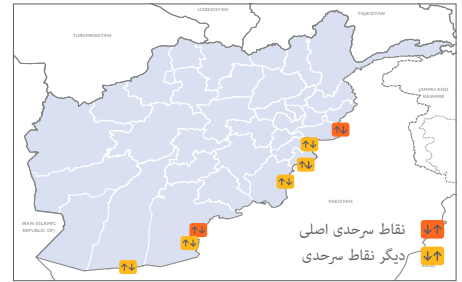 UZBEKISTAN
TAJIKISTAN
TURKMENISTAN
JAMMU AND
KASHMIR
PAKISTAN
IRAN (ISLAMIC
REPUBLIC OF)
نقاط سرحدی اصلی
دیگر نقاط سرحدی